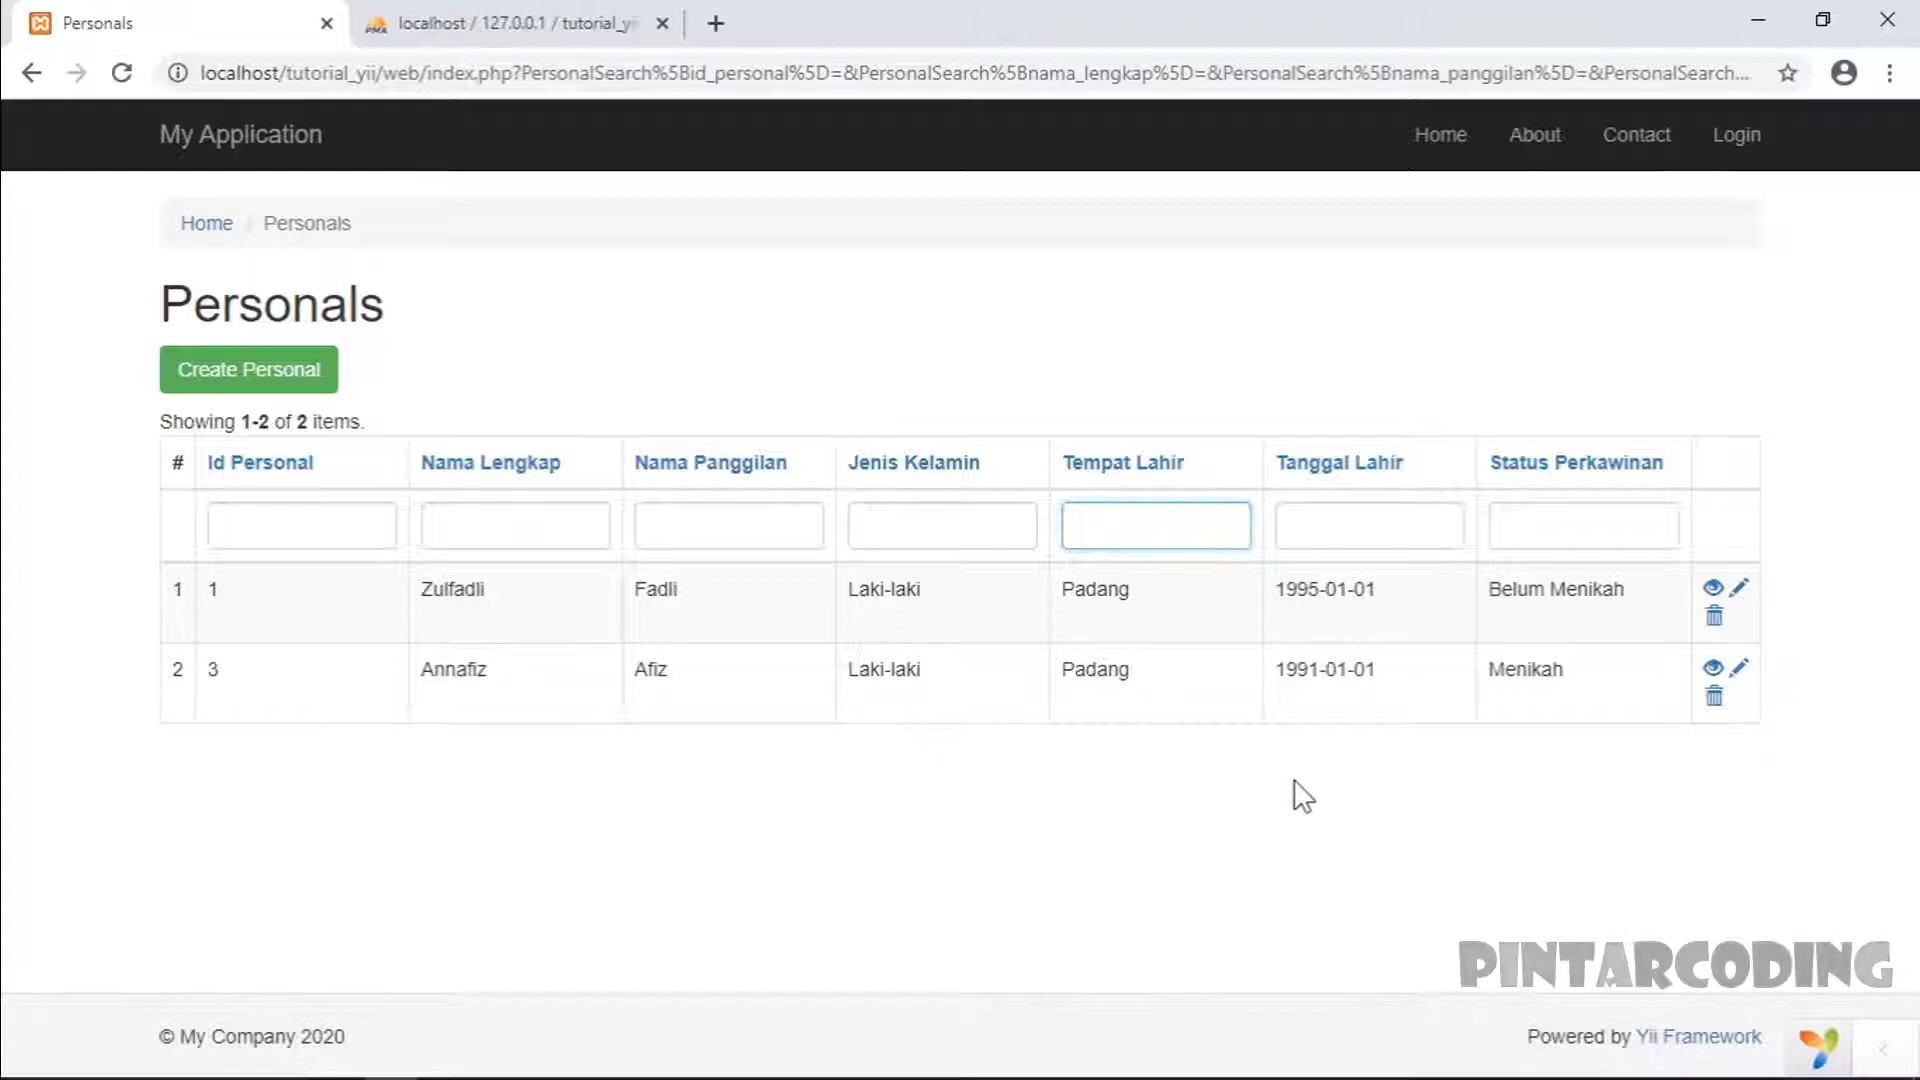 Personals
localhost / 127.0.0.1 / tutorial_yi
localhost/tutorial_yii/web/index.php?PersonalSearch%5Bid_personal%5D=&PersonalSearch%5Bnama_lengkap%5D=&PersonalSearch%5Bnama_panggilan%5D=&PersonalSearch...
My Application
Home About Contact Login
Home / Personals
Personals
Create Personal
Showing 1-2 of 2 items.
# Id Personal Nama Lengkap Nama Panggilan Jenis Kelamin Tempat Lahir Tanggal Lahir Status Perkawinan
1 1 Zulfadli Fadli Laki-laki Padang 1995-01-01 Belum Menikah
2 3 Annafiz Afiz Laki-laki Padang 1991-01-01 Menikah
PINTARCODING
© My Company 2020
Powered by Yii Framework